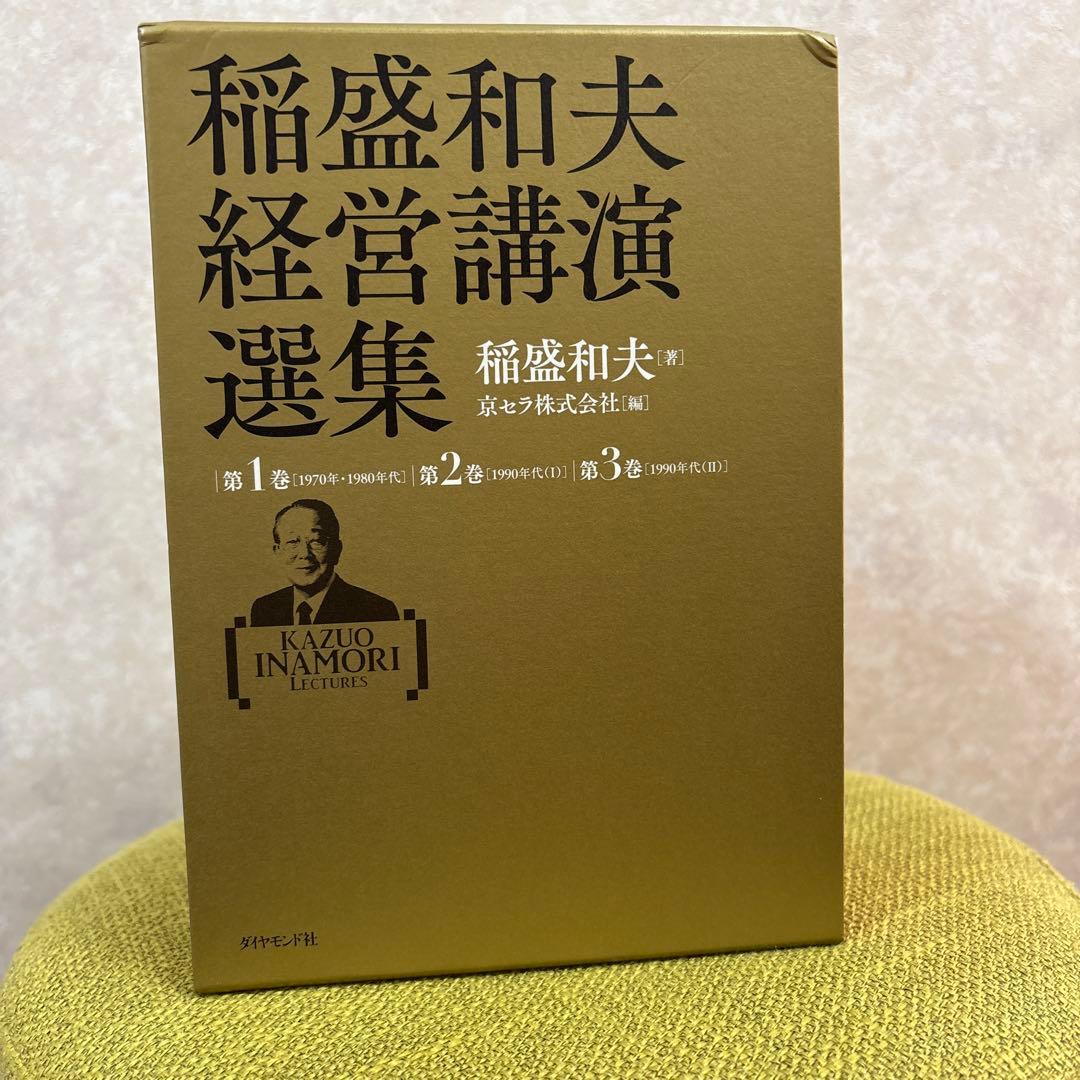 稲盛和夫
経営講演
選集
稲盛和夫[著]
京セラ株式会社[編]
|第1巻[1970年・1980年代]|第2巻[1990年代(I)]|第3巻[1990年代(II)]
KAZUO
INAMORI
LECTURES
ダイヤモンド社